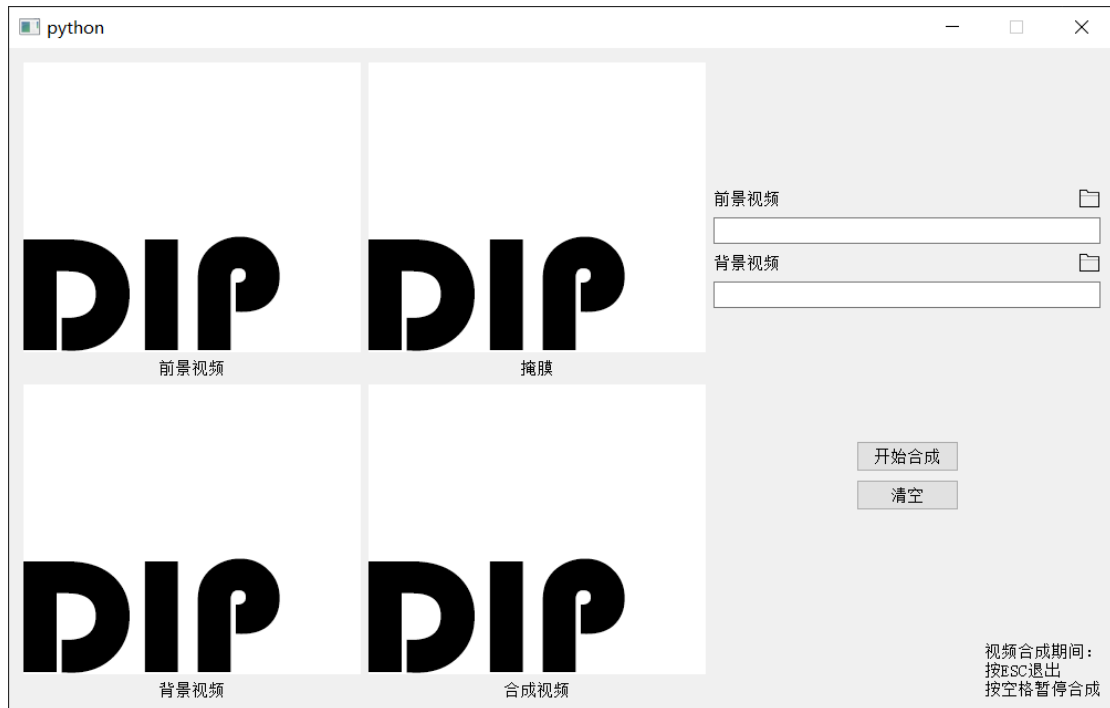 python
DIP
DIP
前景视频
掩膜
前景视频
背景视频
DIP
DIP
背景视频
合成视频
开始合成
清空
视频合成期间：
按ESC退出
按空格暂停合成